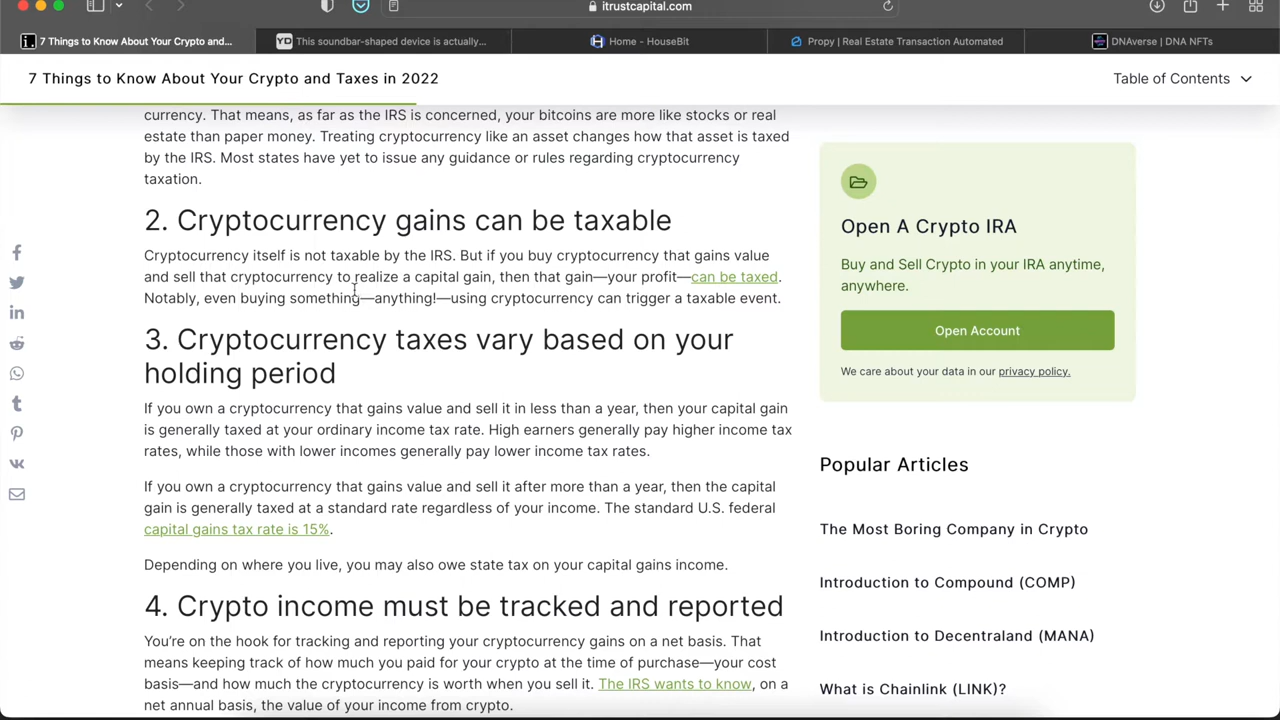 itrustcapital.com
7 Things to Know About Your Crypto and...
This soundbar-shaped device is actually...
Home - HouseBit
Propy | Real Estate Transaction Automated
DNAverse | DNA NFTs
7 Things to Know About Your Crypto and Taxes in 2022
Table of Contents
currency. That means, as far as the IRS is concerned, your bitcoins are more like stocks or real
estate than paper money. Treating cryptocurrency like an asset changes how that asset is taxed
by the IRS. Most states have yet to issue any guidance or rules regarding cryptocurrency
taxation.
2. Cryptocurrency gains can be taxable
Cryptocurrency itself is not taxable by the IRS. But if you buy cryptocurrency that gains value
and sell that cryptocurrency to realize a capital gain, then that gain—your profit—can be taxed.
Notably, even buying something—anything!—using cryptocurrency can trigger a taxable event.
3. Cryptocurrency taxes vary based on your
holding period
If you own a cryptocurrency that gains value and sell it in less than a year, then your capital gain
is generally taxed at your ordinary income tax rate. High earners generally pay higher income tax
rates, while those with lower incomes generally pay lower income tax rates.
If you own a cryptocurrency that gains value and sell it after more than a year, then the capital
gain is generally taxed at a standard rate regardless of your income. The standard U.S. federal
capital gains tax rate is 15%.
Depending on where you live, you may also owe state tax on your capital gains income.
4. Crypto income must be tracked and reported
You're on the hook for tracking and reporting your cryptocurrency gains on a net basis. That
means keeping track of how much you paid for your crypto at the time of purchase—your cost
basis—and how much the cryptocurrency is worth when you sell it. The IRS wants to know, on a
net annual basis, the value of your income from crypto.
Open A Crypto IRA
Buy and Sell Crypto in your IRA anytime,
anywhere.
Open Account
We care about your data in our privacy policy.
Popular Articles
The Most Boring Company in Crypto
Introduction to Compound (COMP)
Introduction to Decentraland (MANA)
What is Chainlink (LINK)?